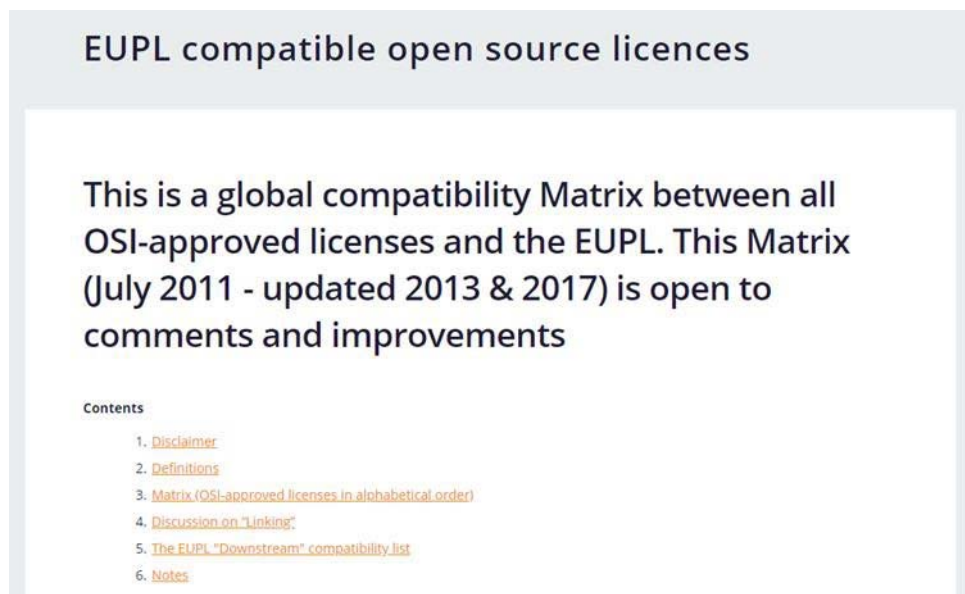 EUPL compatible open source licences
This is a global compatibility Matrix between all
OSI-approved licenses and the EUPL. This Matrix
(July 2011 - updated 2013 & 2017) is open to
comments and improvements
Contents
1. Disclaimer
2. Definitions
3. Matrix (OSI-approved licenses in alphabetical order)
4. Discussion on "Linking"
5. The EUPL "Downstream" compatibility list
6. Notes